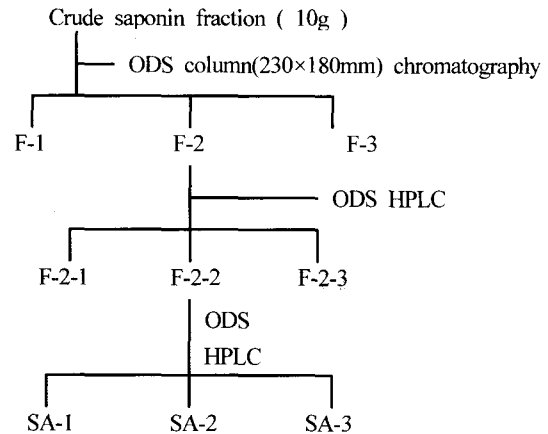 Crude saponin fraction ( 10g )
ODS column(230×180mm) chromatography
F-1 F-2 F-3
ODS HPLC
F-2-1 F-2-2 F-2-3
ODS
HPLC
SA-1 SA-2 SA-3